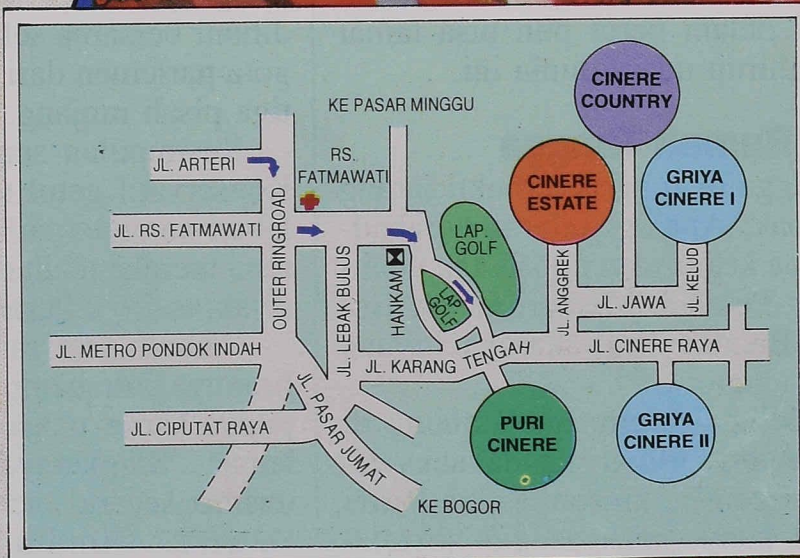 CINERE
COUNTRY
KE PASAR MINGGU
JL. ARTERI
RS.
FATMAWATI
CINERE
ESTATE
GRIYA
CINERE I
JL. RS. FATMAWATI
OUTER RINGROAD
LAP.
GOLF
JL. LEBAK BULUS
HANKAM
LAP.
GOLF
JL. ANGGREK
JL. JAWA
JL. KELUD
JL. METRO PONDOK INDAH
JL. KARANG TENGAH
JL. CINERE RAYA
JL. PASAR JUMAT
JL. CIPUTAT RAYA
PURI
CINERE
GRIYA
CINERE II
KE BOGOR